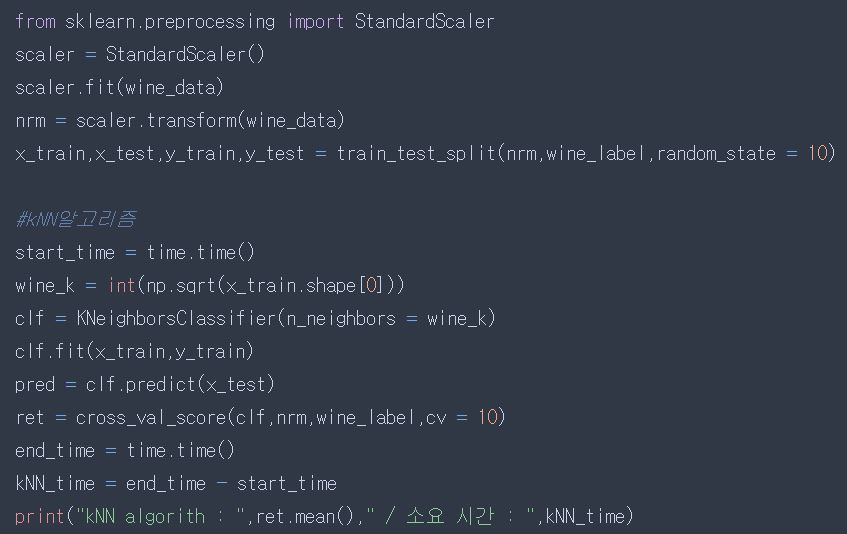 from sklearn.preprocessing import StandardScaler
scaler = StandardScaler()
scaler.fit(wine_data)
nrm = scaler.transform(wine_data)
x_train,x_test,y_train,y_test = train_test_split(nrm,wine_label,random_state = 10)
#kNN알고리즘
start_time = time.time()
wine_k = int(np.sqrt(x_train.shape[0]))
clf = KNeighborsClassifier(n_neighbors = wine_k)
clf.fit(x_train,y_train)
pred = clf.predict(x_test)
ret = cross_val_score(clf,nrm,wine_label,cv = 10)
end_time = time.time()
kNN_time = end_time - start_time
print("kNN algorith : ",ret.mean()," / 소요 시간 : ",kNN_time)